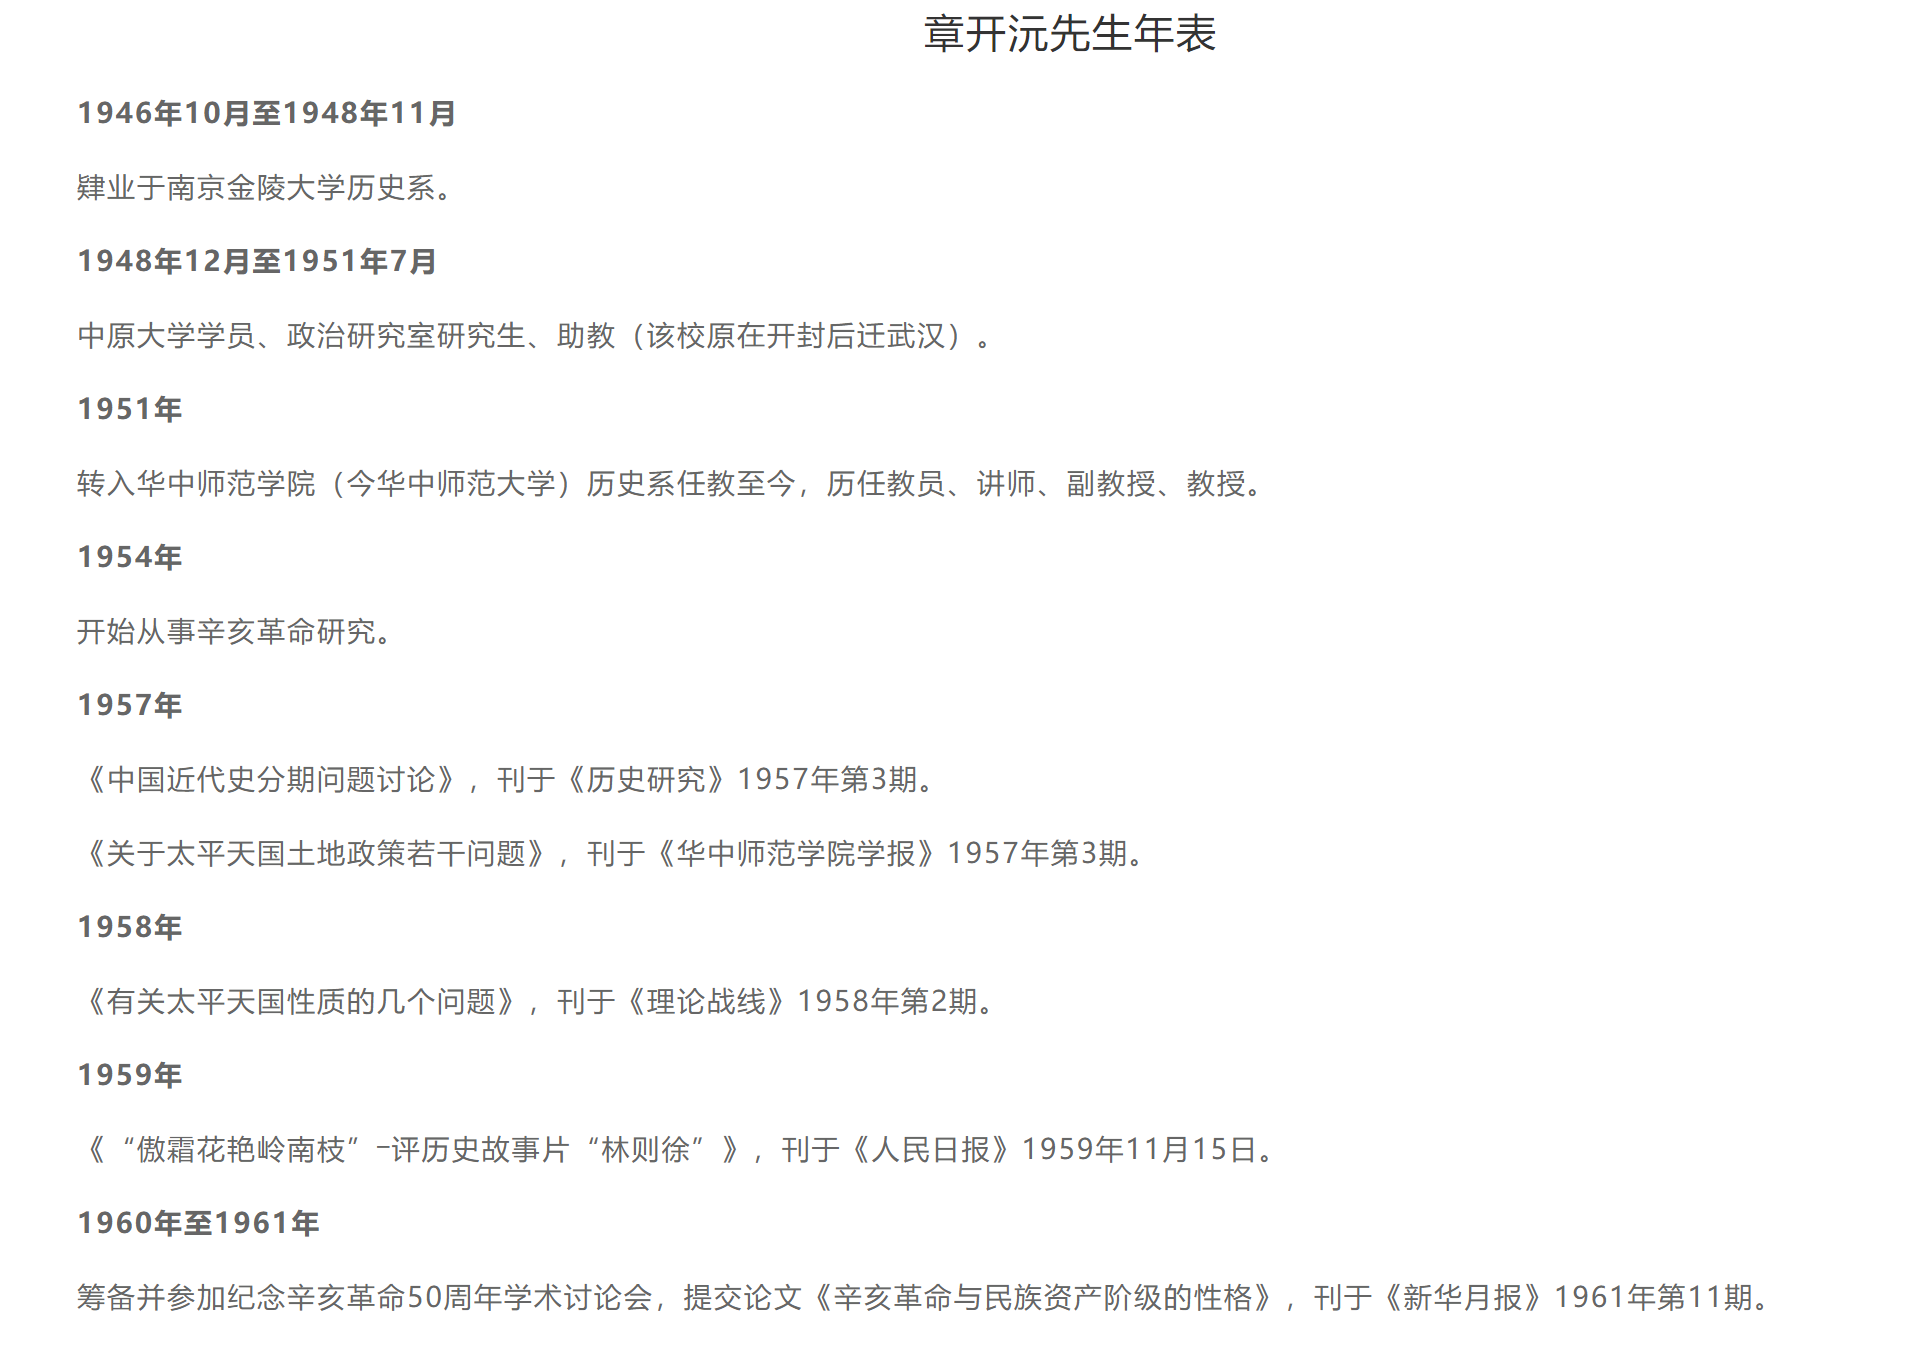 章开沅先生年表
1946年10月至1948年11月
肄业于南京金陵大学历史系。
1948年12月至1951年7月
中原大学学员、政治研究室研究生、助教（该校原在开封后迁武汉）。
1951年
转入华中师范学院（今华中师范大学）历史系任教至今，历任教员、讲师、副教授、教授。
1954年
开始从事辛亥革命研究。
1957年
《中国近代史分期问题讨论》，刊于《历史研究》1957年第3期。
《关于太平天国土地政策若干问题》，刊于《华中师范学院学报》1957年第3期。
1958年
《有关太平天国性质的几个问题》，刊于《理论战线》1958年第2期。
1959年
《“傲霜花艳岭南枝”–评历史故事片“林则徐”》，刊于《人民日报》1959年11月15日。
1960年至1961年
筹备并参加纪念辛亥革命50周年学术讨论会，提交论文《辛亥革命与民族资产阶级的性格》，刊于《新华月报》1961年第11期。